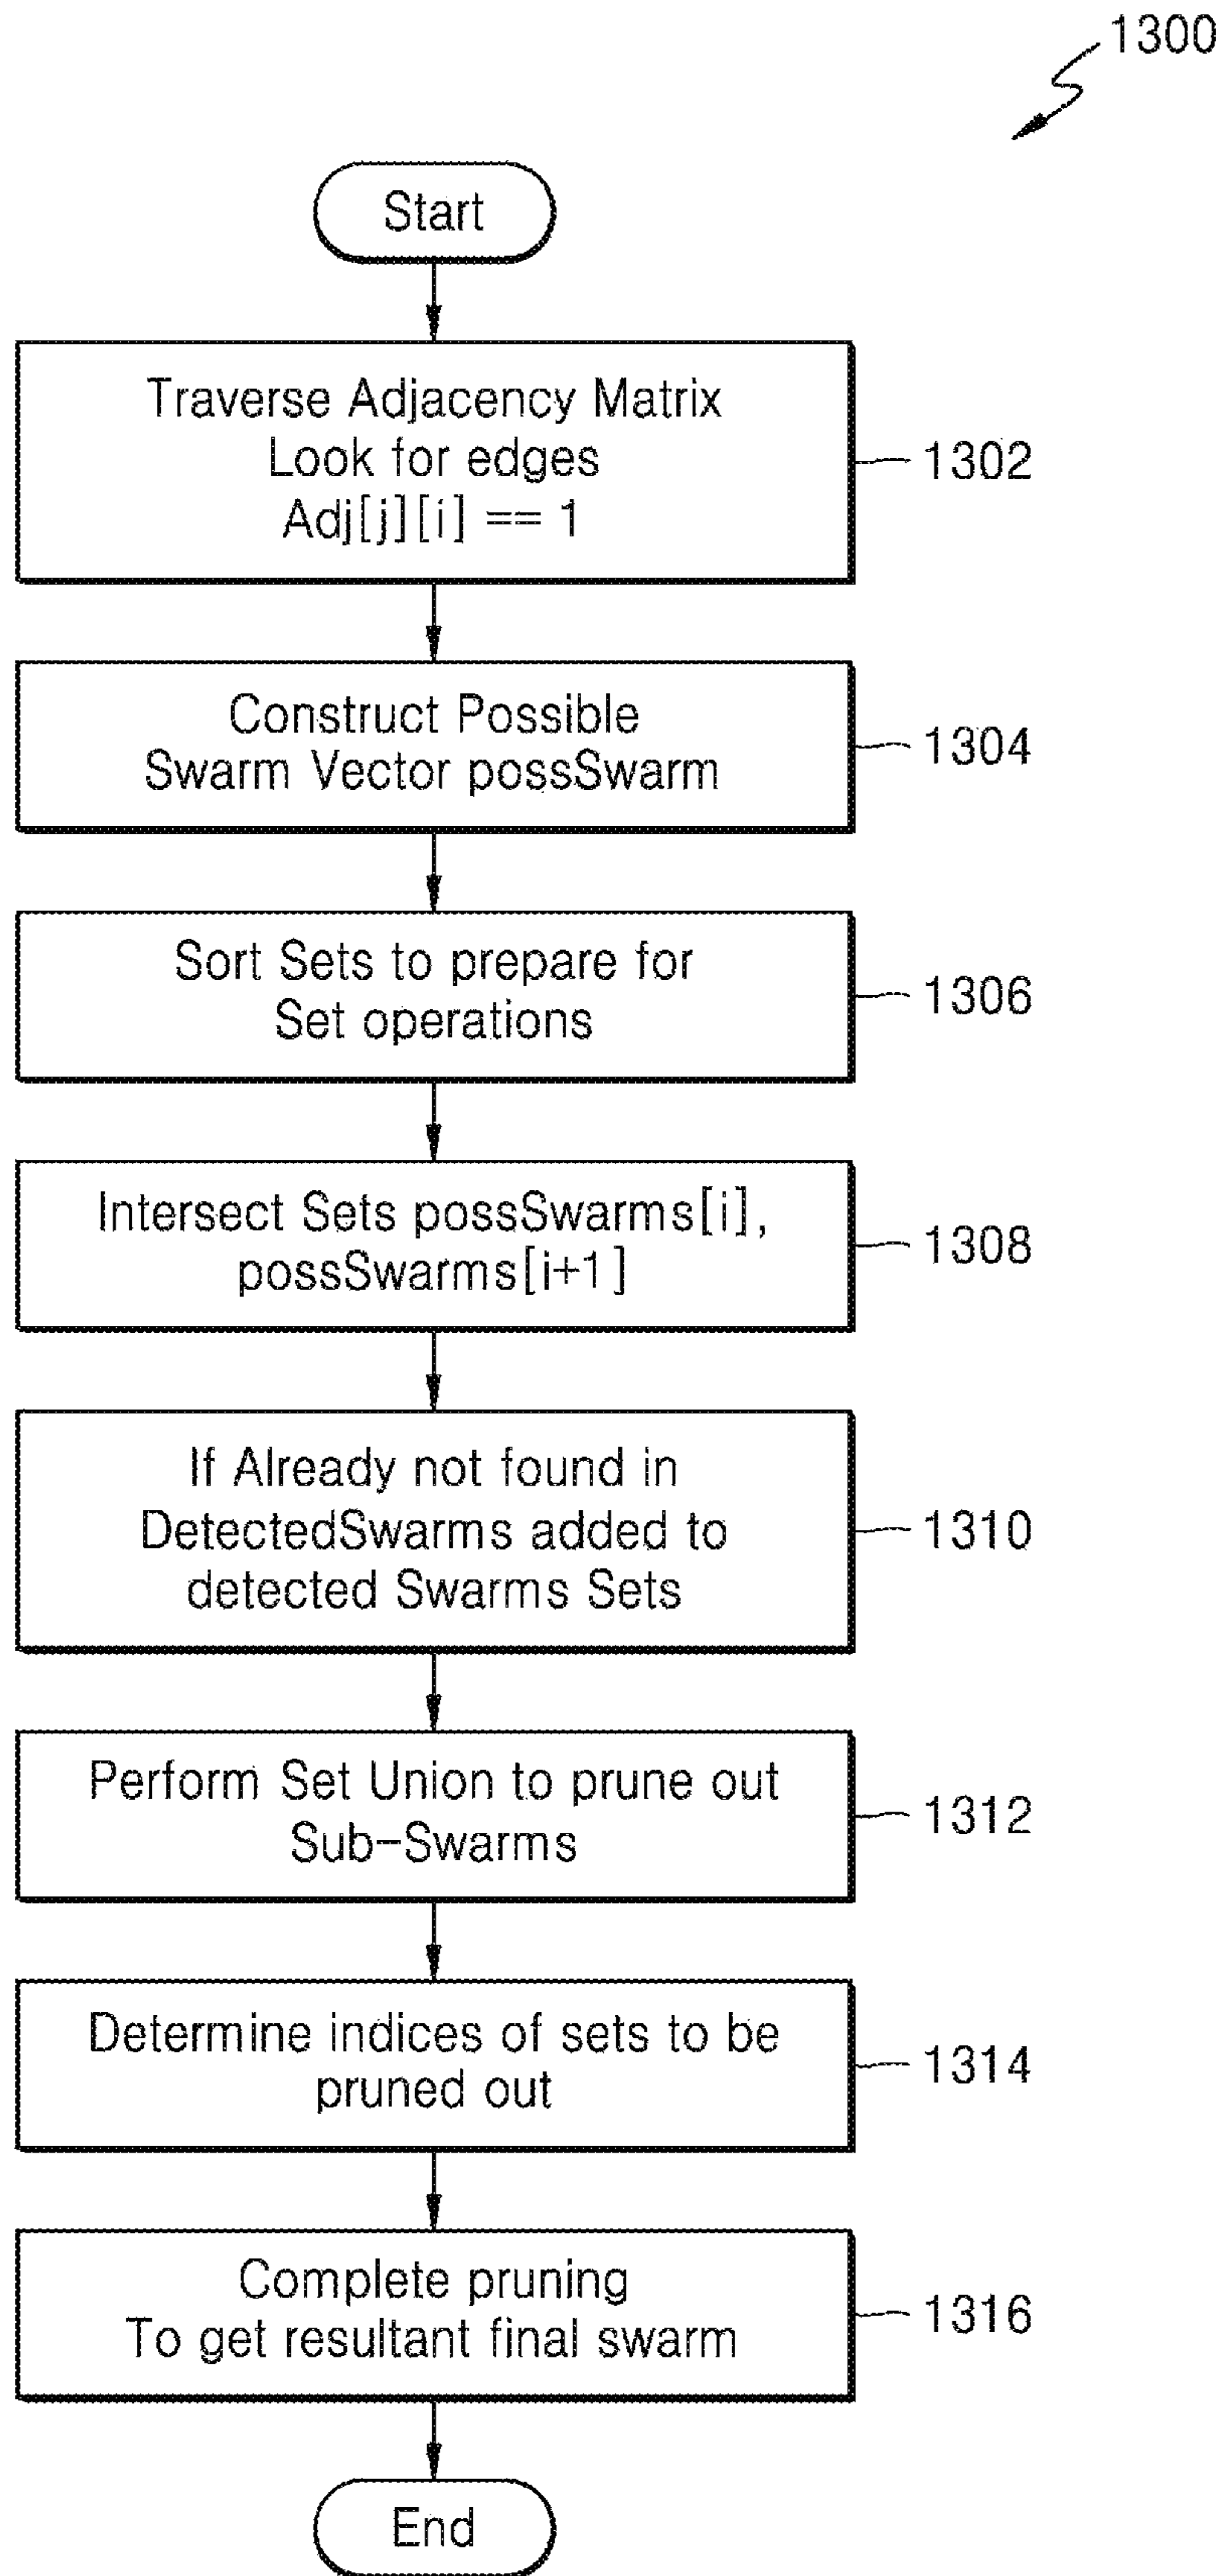 1300
Start
Traverse Adjacency Matrix
Look for edges
Adj[j][i] == 1
1302
Construct Possible
Swarm Vector possSwarm
1304
Sort Sets to prepare for
Set operations
1306
Intersect Sets possSwarms[i],
possSwarms[i+1]
1308
If Already not found in
DetectedSwarms added to
detected Swarms Sets
1310
Perform Set Union to prune out
Sub-Swarms
1312
Determine indices of sets to be
pruned out
1314
Complete pruning
To get resultant final swarm
1316
End